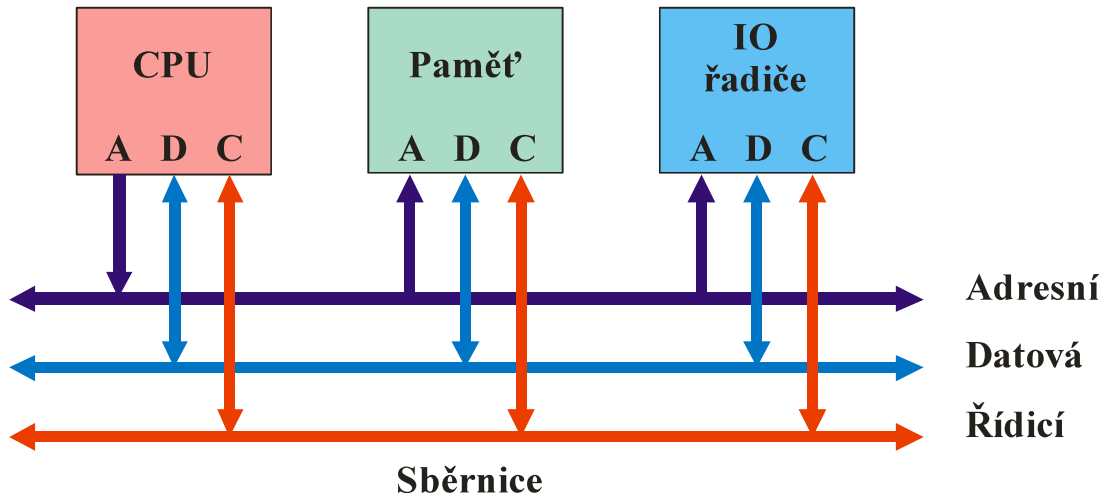 CPU
A D C
Paměť
A D C
IO
řadiče
A D C
Adresní
Datová
Řídicí
Sběrnice